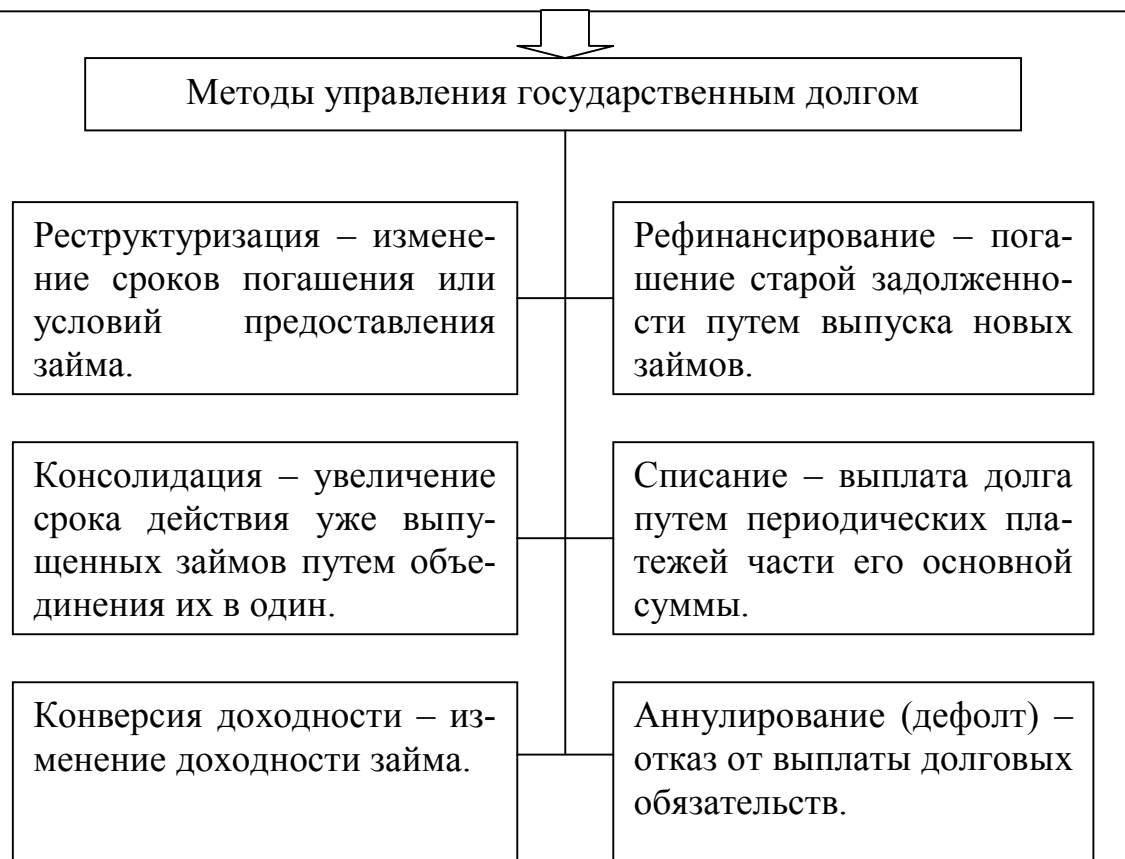 Методы управления государственным долгом
Реструктуризация – измене-
ние сроков погашения или
условий предоставления
займа.
Рефинансирование – пога-
шение старой задолженно-
сти путем выпуска новых
займов.
Консолидация – увеличение
срока действия уже выпу-
щенных займов путем объе-
динения их в один.
Списание – выплата долга
путем периодических пла-
тежей части его основной
суммы.
Конверсия доходности – из-
менение доходности займа.
Аннулирование (дефолт) –
отказ от выплаты долговых
обязательств.